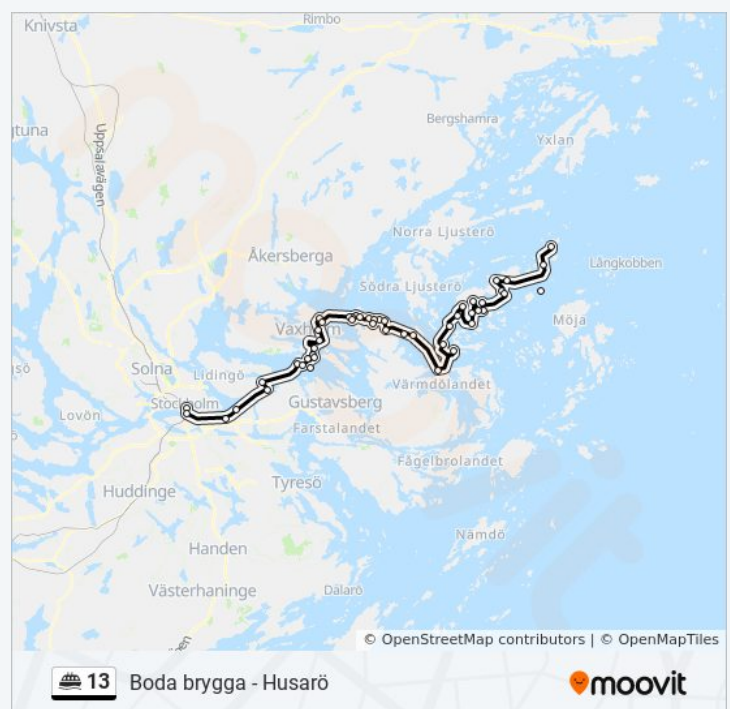 Knivsta
Rimbo
gtuna
Uppsalavägen
Bergshamra
Yxlan
Norra Ljusterö
Åkersberga
Långkobben
Södra Ljusterö
Möja
Vaxholm
Solna
Lidingö
Värmdölandet
gsö
Stockholm
Gustavsberg
Lovön
Farstalandet
Fågelbrolandet
Huddinge
Tyresö
Nämdö
Handen
Västerhaninge
Dalarö
© OpenStreetMap contributors | © OpenMapTiles
13 Boda brygga - Husarö
moovit